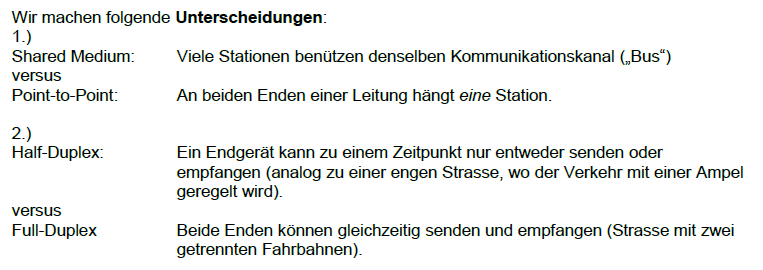 Wir machen folgende Unterscheidungen:
1.)
Shared Medium: Viele Stationen benützen denselben Kommunikationskanal („Bus“)
versus
Point-to-Point: An beiden Enden einer Leitung hängt eine Station.
2.)
Half-Duplex: Ein Endgerät kann zu einem Zeitpunkt nur entweder senden oder
empfangen (analog zu einer engen Strasse, wo der Verkehr mit einer Ampel
geregelt wird).
versus
Full-Duplex Beide Enden können gleichzeitig senden und empfangen (Strasse mit zwei
getrennten Fahrbahnen).